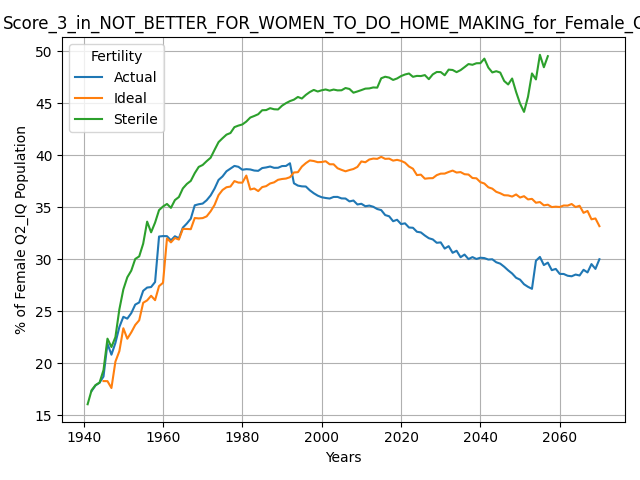 Score_3_in_NOT_BETTER_FOR_WOMEN_TO_DO_HOME_MAKING_for_Female_
% of Female Q2_IQ Population
50
45
40
35
30
25
20
15
Fertility
Actual
Ideal
Sterile
1940 1960 1980 2000 2020 2040 2060
Years